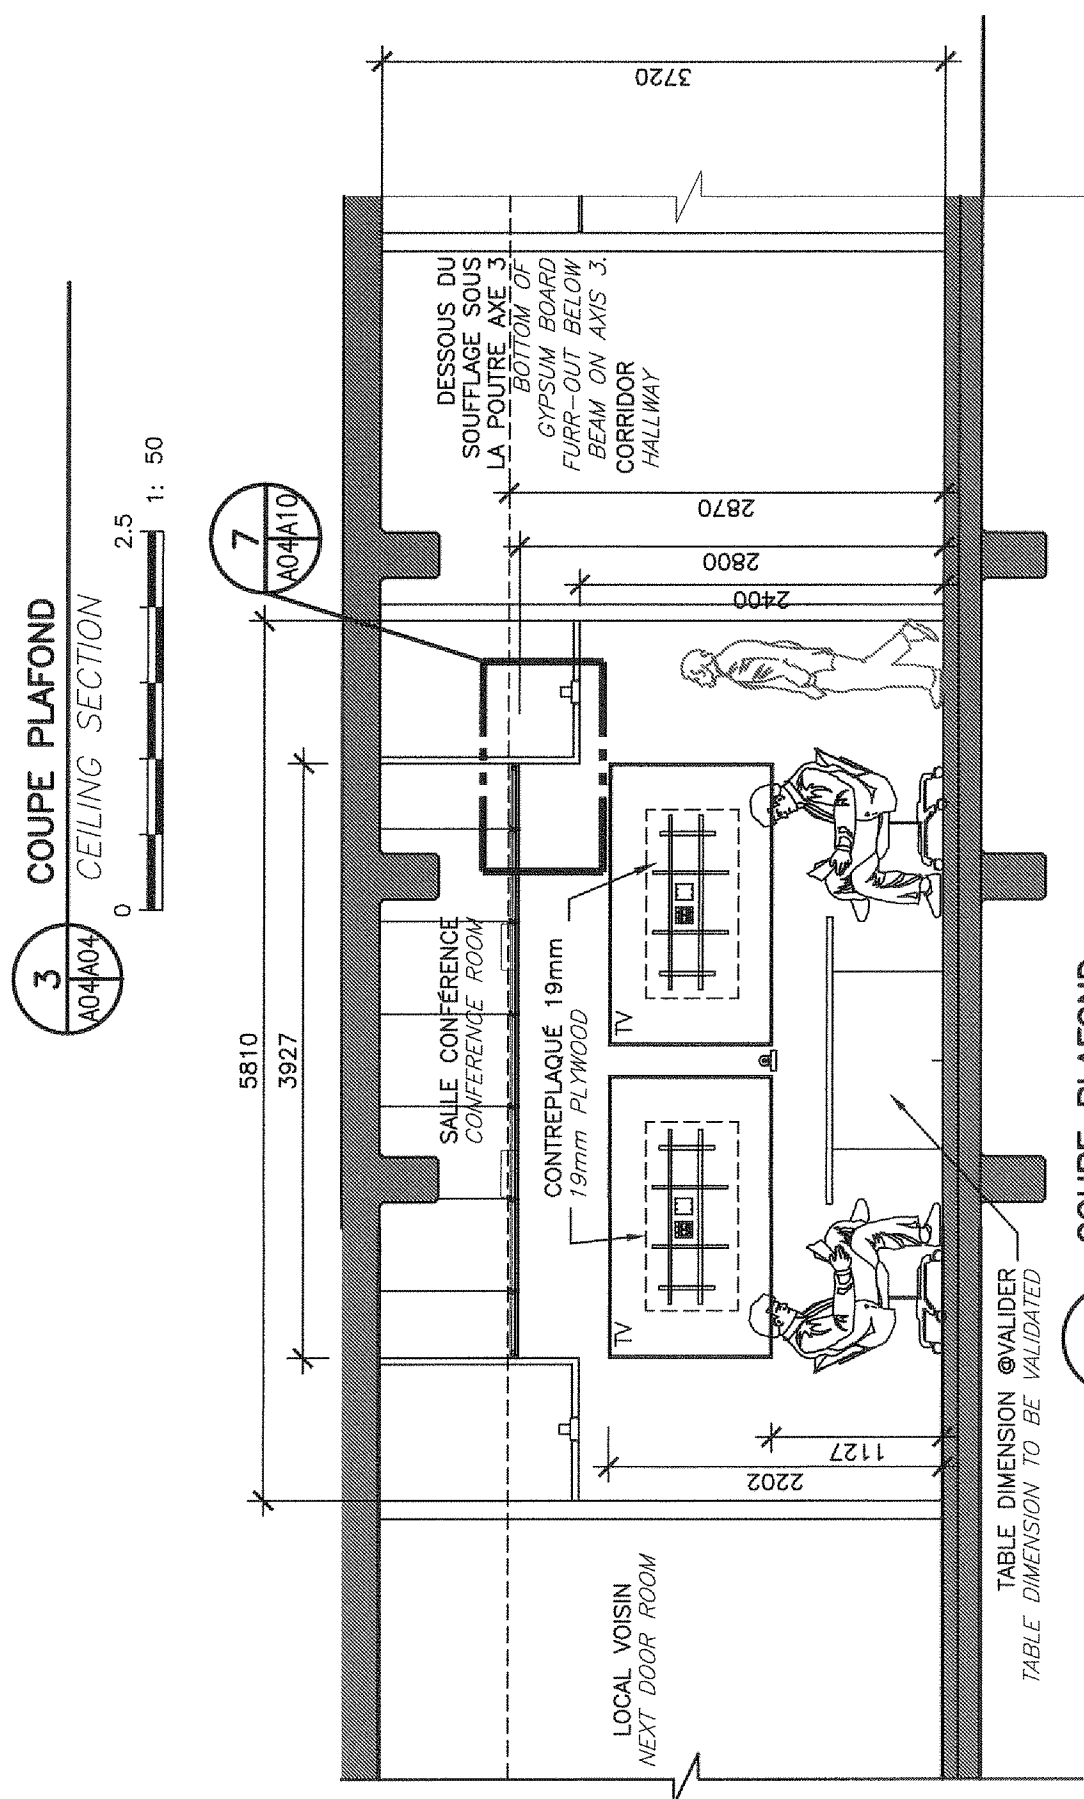 3
A04 A04
COUPE PLAFOND
CEILING SECTION
0
2.5
1: 50
7
A04 A10
5810
3927
SALLE CONFÉRENCE
CONFERENCE ROOM
CONTREPLAQUÉ 19mm
19mm PLYWOOD
TV
TV
DESSOUS DU
SOUFFLAGE SOUS
LA POUTRE AXE 3
BOTTOM OF
GYPSUM BOARD
FURR-OUT BELOW
BEAM ON AXIS 3.
CORRIDOR
HALLWAY
3720
2870
2800
2400
LOCAL VOISIN
NEXT DOOR ROOM
2202
1127
TABLE DIMENSION @VALIDER
TABLE DIMENSION TO BE VALIDATED
COUPE PLAFOND